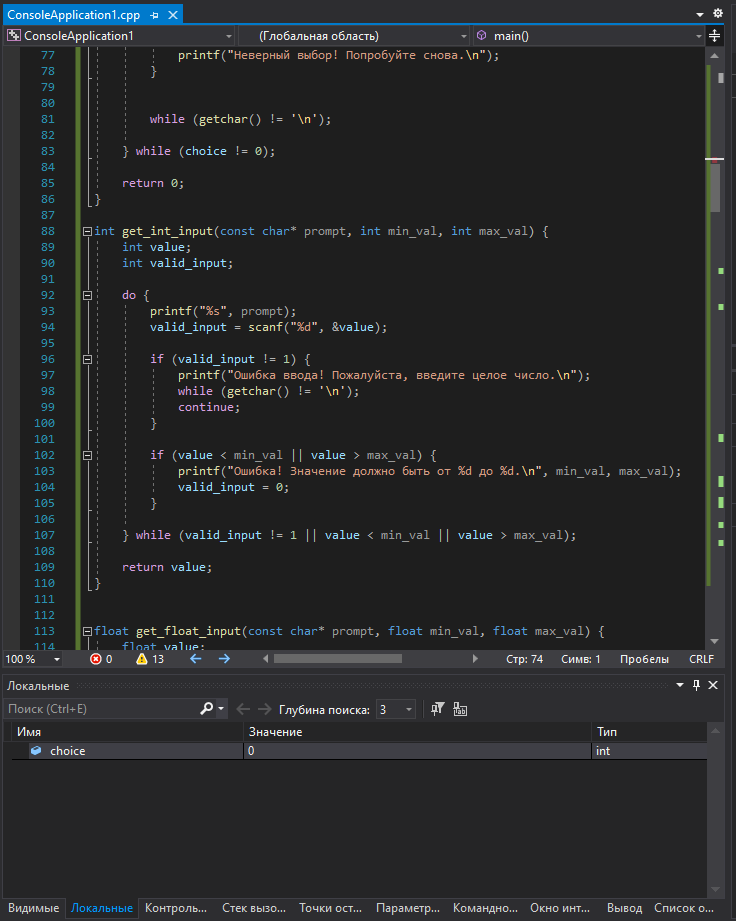 ConsoleApplication1.cpp
ConsoleApplication1 (Глобальная область) main()
77 printf("Неверный выбор! Попробуйте снова.\n");
78 }
79
80
81 while (getchar() != '\n');
82
83 } while (choice != 0);
84
85 return 0;
86 }
87
88 int get_int_input(const char* prompt, int min_val, int max_val) {
89 int value;
90 int valid_input;
91
92 do {
93 printf("%s", prompt);
94 valid_input = scanf("%d", &value);
95
96 if (valid_input != 1) {
97 printf("Ошибка ввода! Пожалуйста, введите целое число.\n");
98 while (getchar() != '\n');
99 continue;
100 }
101
102 if (value < min_val || value > max_val) {
103 printf("Ошибка! Значение должно быть от %d до %d.\n", min_val, max_val);
104 valid_input = 0;
105 }
106
107 } while (valid_input != 1 || value < min_val || value > max_val);
108
109 return value;
110 }
111
112
113 float get_float_input(const char* prompt, float min_val, float max_val) {
114 float value;
100 % 0 13 Стр: 74 Симв: 1 Пробелы CRLF
Локальные
Поиск (Ctrl+E) Глубина поиска: 3
Имя Значение Тип
choice 0 int
Видимые Локальные Контроль... Стек вызо... Точки ост... Параметр... Командно... Окно инт... Вывод Список о...